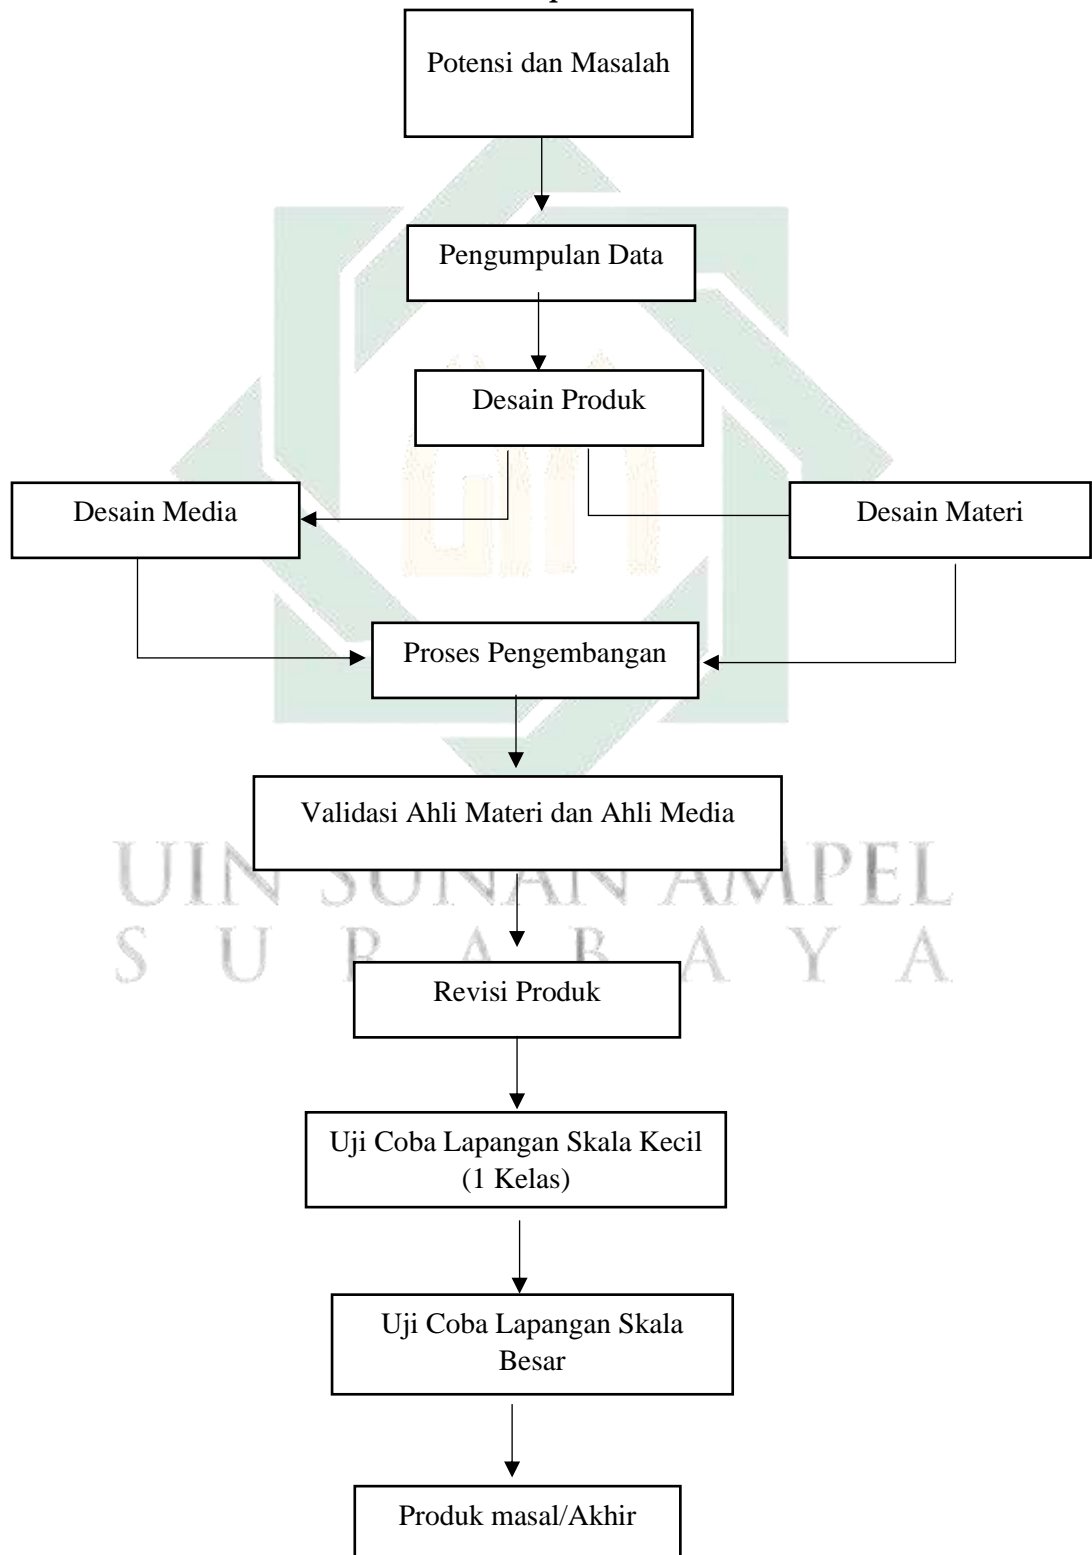 Potensi dan Masalah
Pengumpulan Data
Desain Produk
Desain Media
Desain Materi
Proses Pengembangan
Validasi Ahli Materi dan Ahli Media
UIN SUNAN AMPEL
S U R A B A Y A
Revisi Produk
Uji Coba Lapangan Skala Kecil
(1 Kelas)
Uji Coba Lapangan Skala
Besar
Produk masal/Akhir